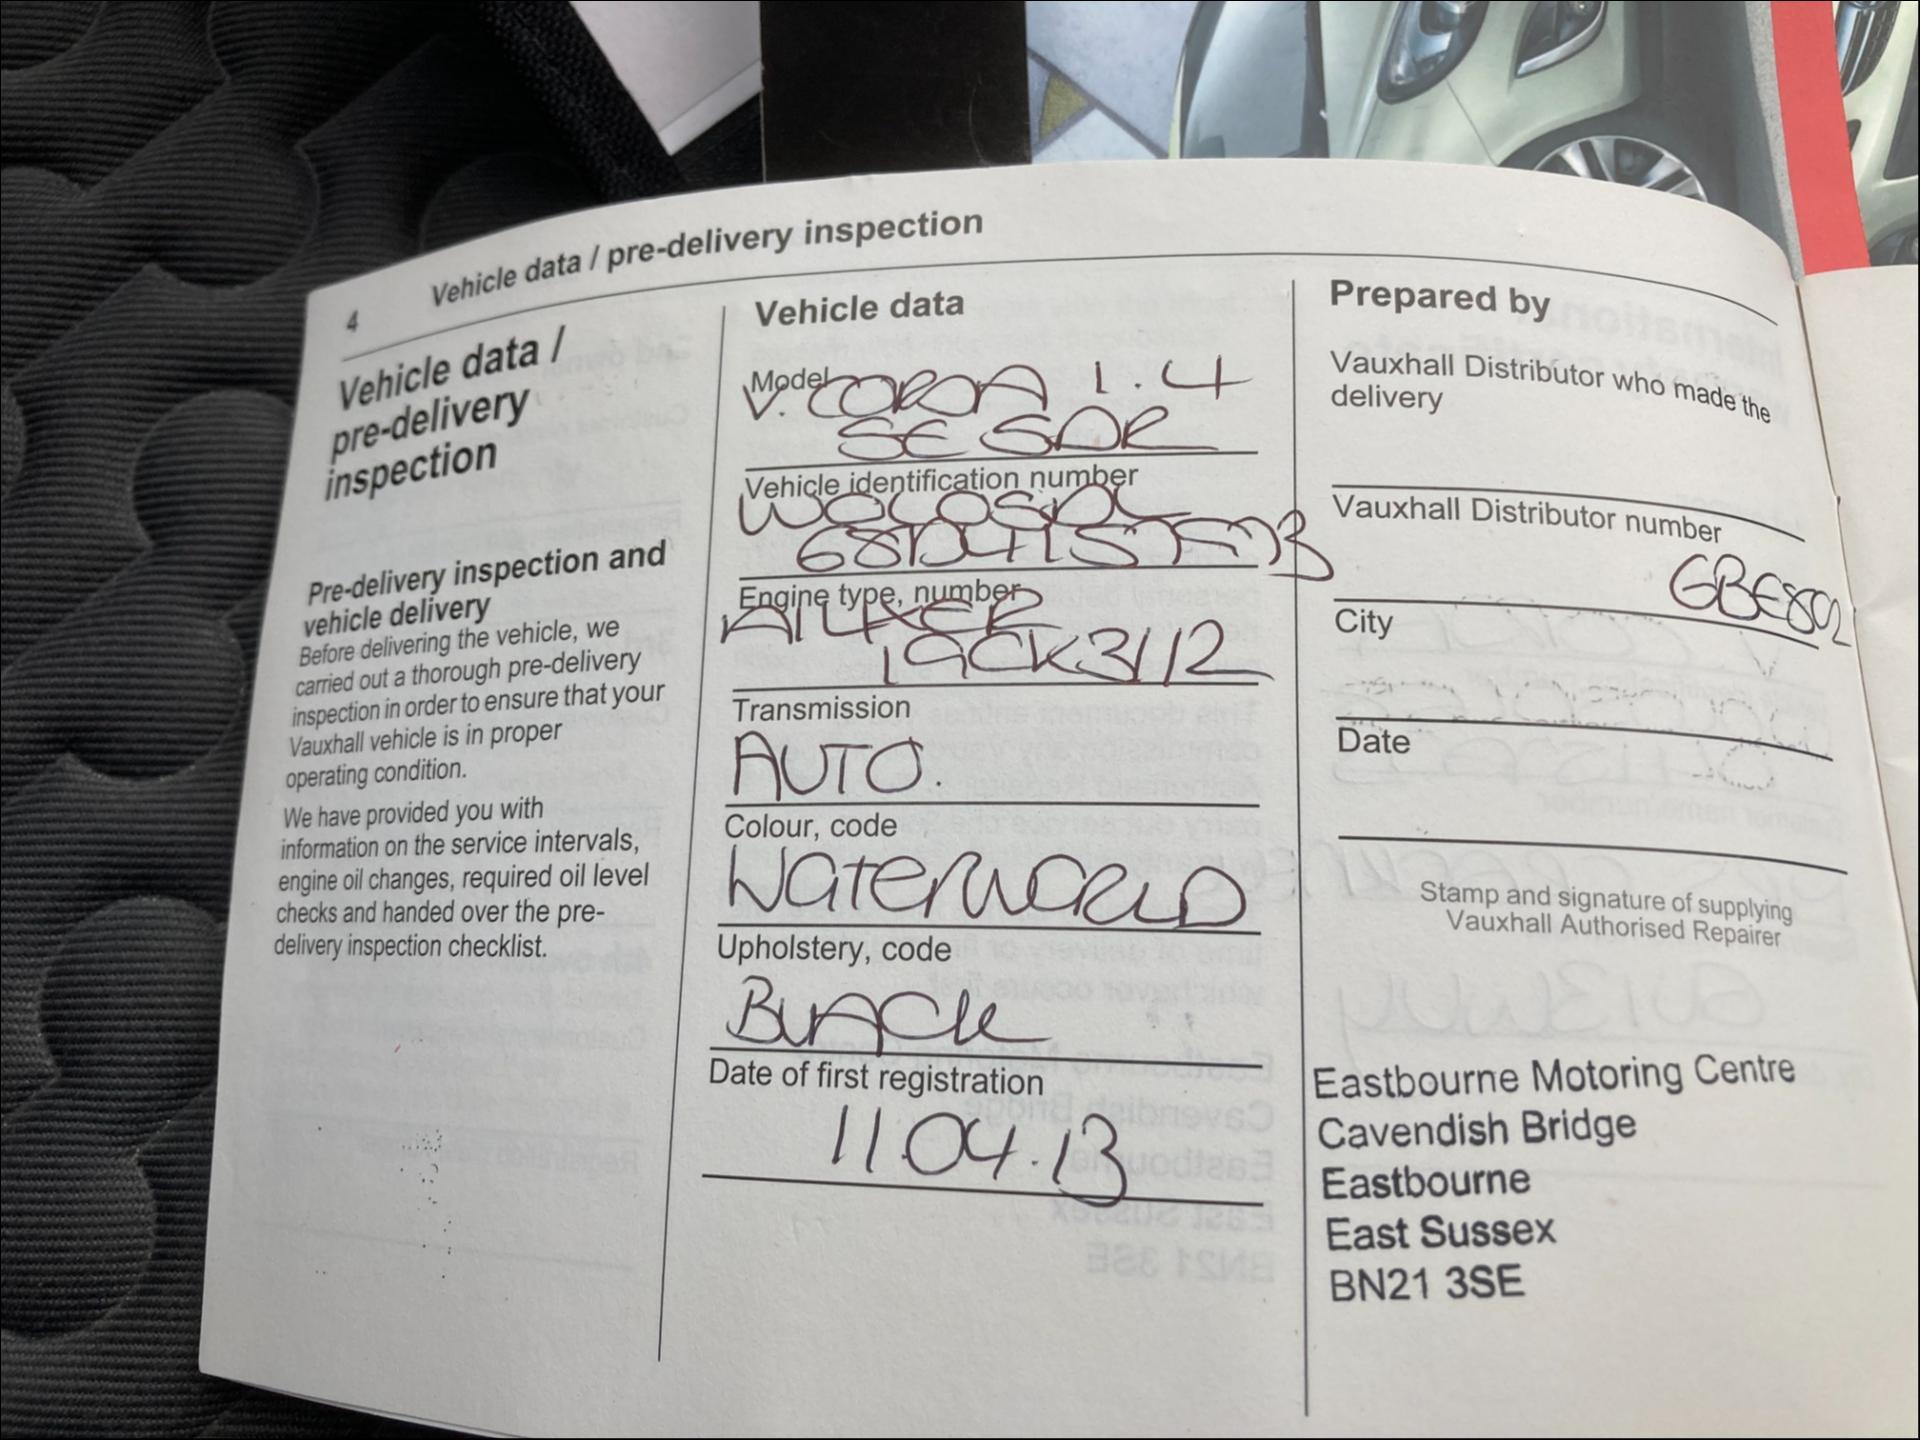 4 Vehicle data / pre-delivery inspection
Vehicle data /
pre-delivery
inspection
Pre-delivery inspection and
vehicle delivery
Before delivering the vehicle, we
carried out a thorough pre-delivery
inspection in order to ensure that your
Vauxhall vehicle is in proper
operating condition.
We have provided you with
information on the service intervals,
engine oil changes, required oil level
checks and handed over the pre-
delivery inspection checklist.
Vehicle data
Model
V. CORSA 1.4
SE 5DR
Vehicle identification number
Engine type, number
A14XER
19CK3112
Transmission
AUTO.
Colour, code
WATERWORLD
Upholstery, code
BLACK
Date of first registration
11.04.13
Prepared by
Vauxhall Distributor who made the
delivery
Vauxhall Distributor number
GBE802
City
Date
Stamp and signature of supplying
Vauxhall Authorised Repairer
Eastbourne Motoring Centre
Cavendish Bridge
Eastbourne
East Sussex
BN21 3SE